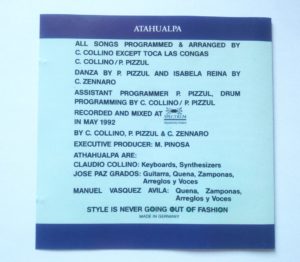 ATAHUALPA
ALL SONGS PROGRAMMED & ARRANGED BY
C. COLLINO EXCEPT TOCA LAS CONGAS
C. COLLINO/P. PIZZUL
DANZA BY P. PIZZUL AND ISABELA REINA BY
C. ZENNARO
ASSISTANT PROGRAMMER P. PIZZUL, DRUM
PROGRAMMING BY C. COLLINO/ P. PIZZUL
RECORDED AND MIXED AT
IN MAY 1992
BY C. COLLINO, P. PIZZUL & C. ZENNARO
EXECUTIVE PRODUCER: M. PINOSA
ATHAHUALPA ARE:
CLAUDIO COLLINO: Keyboards, Synthesizers
JOSE PAZ GRADOS: Guitarra, Quena, Zamponas,
Arreglos y Voces
MANUEL VASQUEZ AVILA: Quena, Zamponas,
Arreglos y Voces
STYLE IS NEVER GOING OUT OF FASHION
MADE IN GERMANY